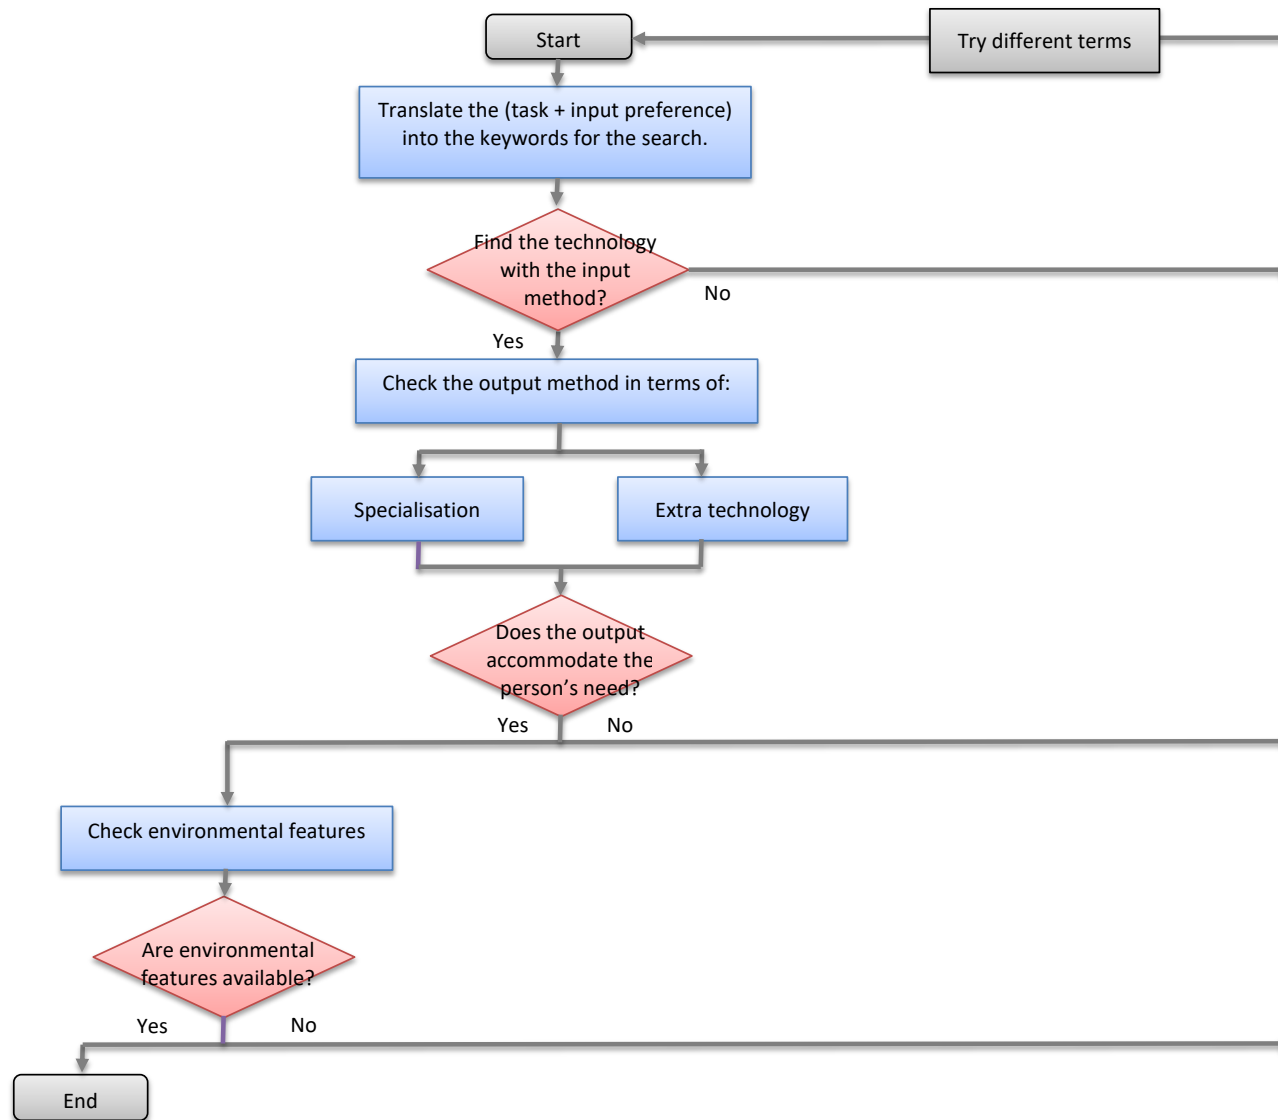 Start
Try different terms
Translate the (task + input preference)
into the keywords for the search.
Find the technology
with the input
method?
No
Yes
Check the output method in terms of:
Specialisation
Extra technology
Does the output
accommodate the
person’s need?
Yes
No
Check environmental features
Are environmental
features available?
Yes
No
End